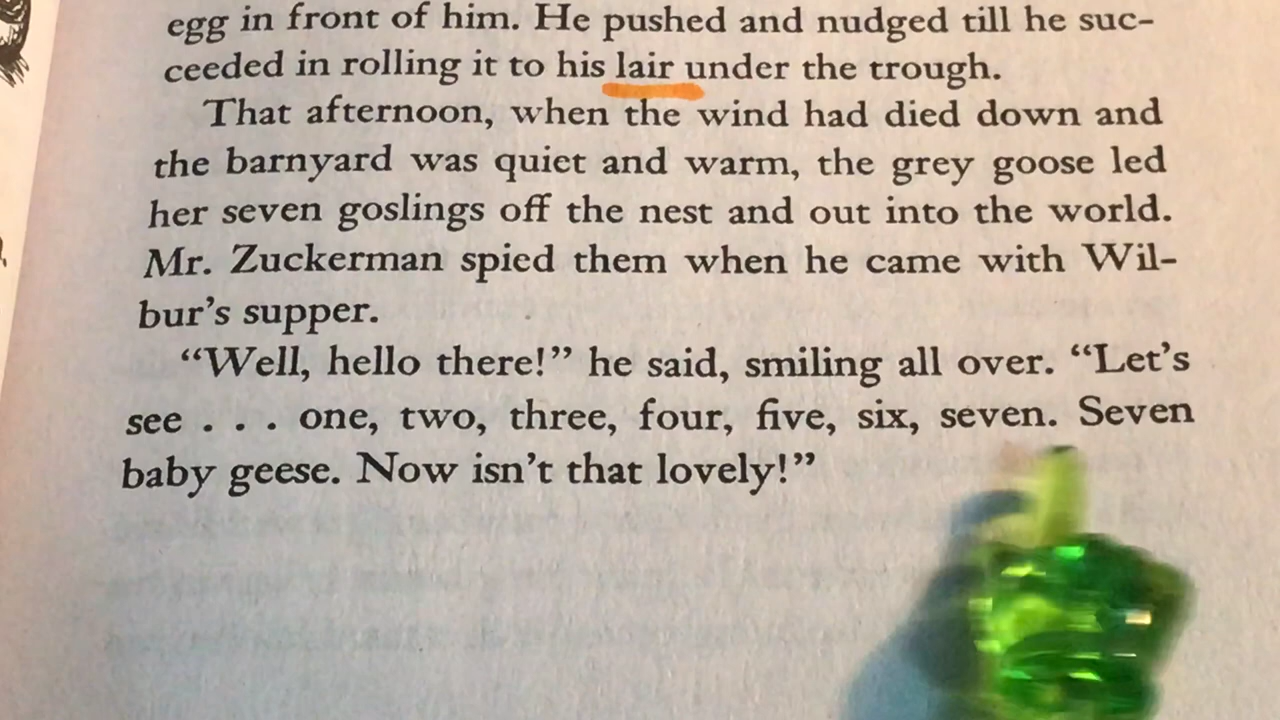 egg in front of him. He pushed and nudged till he suc-
ceeded in rolling it to his lair under the trough.
That afternoon, when the wind had died down and
the barnyard was quiet and warm, the grey goose led
her seven goslings off the nest and out into the world.
Mr. Zuckerman spied them when he came with Wil-
bur’s supper.
“Well, hello there!” he said, smiling all over. “Let’s
see . . . one, two, three, four, five, six, seven. Seven
baby geese. Now isn’t that lovely!”